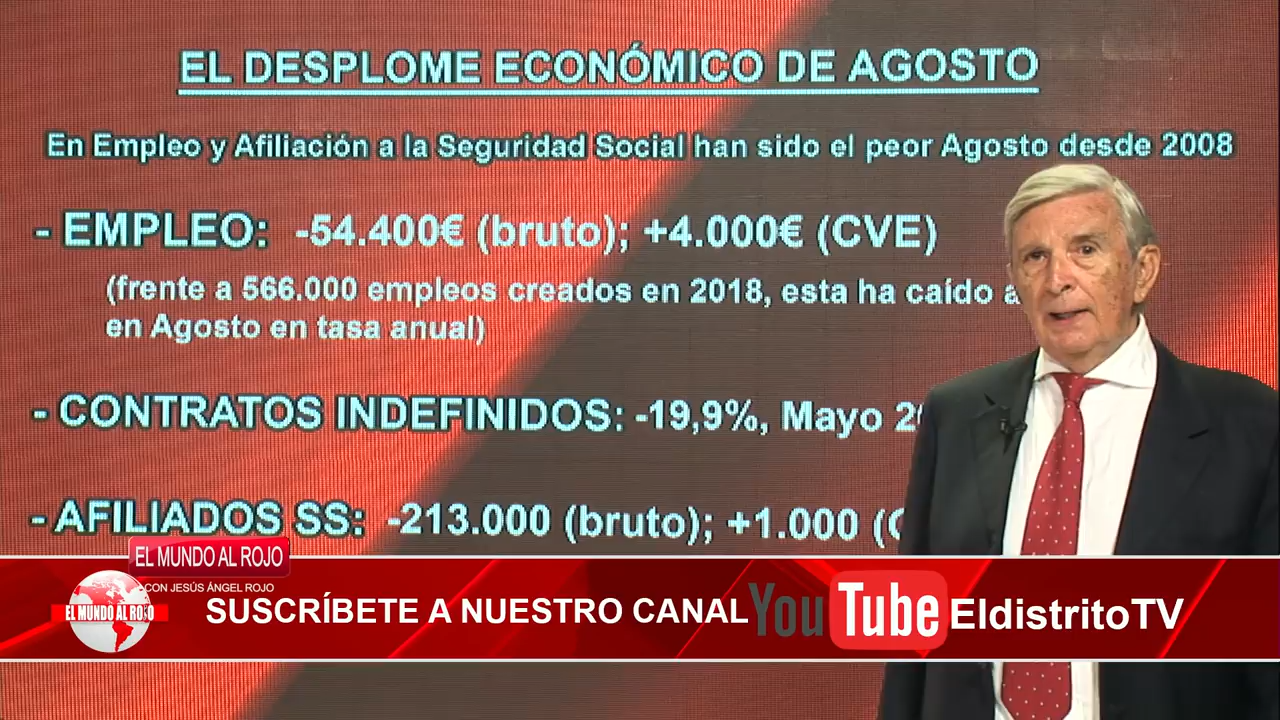 EL DESPLOME ECONÓMICO DE AGOSTO
En Empleo y Afiliación a la Seguridad Social han sido el peor Agosto desde 2008
- EMPLEO: -54.400€ (bruto); +4.000€ (CVE)
(frente a 566.000 empleos creados en 2018, esta ha caído a
en Agosto en tasa anual)
- CONTRATOS INDEFINIDOS: -19,9%, Mayo
- AFILIADOS SS: -213.000 (bruto); +1.000
EL MUNDO AL ROJO
CON JESÚS ÁNGEL ROJO
EL MUNDO AL ROJO
SUSCRÍBETE A NUESTRO CANAL YouTube EldistritoTV